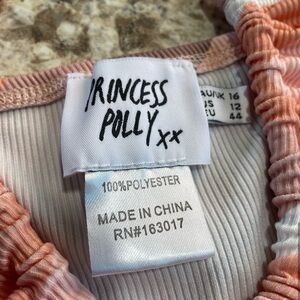 PRINCESS
POLLY xx
100%POLYESTER
MADE IN CHINA
RN#163017
AU/UK 16
US 12
EU 44